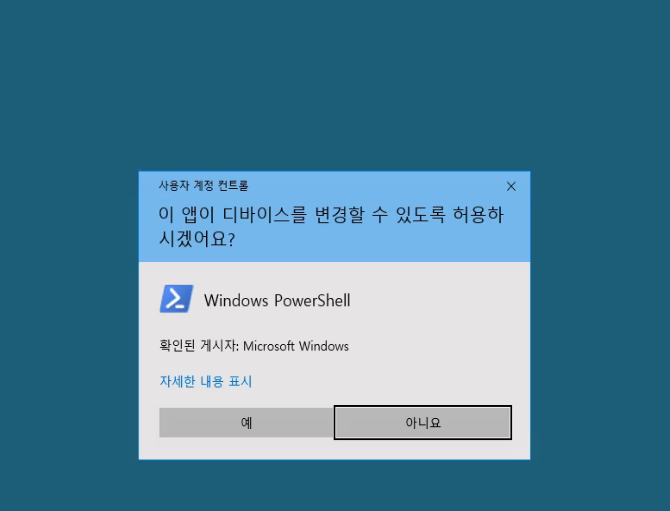 사용자 계정 컨트롤
이 앱이 디바이스를 변경할 수 있도록 허용하
시겠어요?
Windows PowerShell
확인된 게시자: Microsoft Windows
자세한 내용 표시
예
아니요